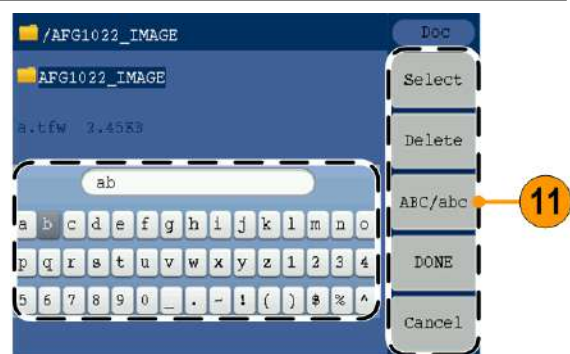 /AFG1022_IMAGE
Doc
AFG1022_IMAGE
a.tfw 3.45KB
ab
a b c d e f g h i j k l m n o
p q r s t u v w x y z 1 2 3 4
5 6 7 8 9 0 _ . - ! ( ) $ % ^
Select
Delete
ABC/abc
DONE
Cancel
11